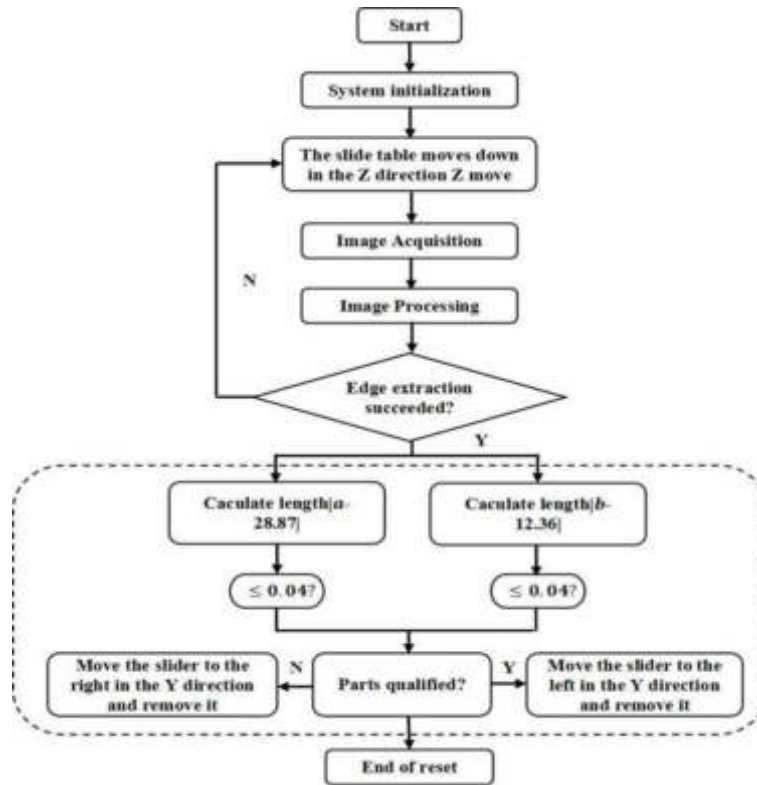 Start
System initialization
The slide table moves down
in the Z direction Z move
Image Acquisition
N
Image Processing
Edge extraction
succeeded?
Y
Caculate length|a-
28.87|
Caculate length|b-
12.36|
≤ 0.04?
≤ 0.04?
Move the slider to the
right in the Y direction
and remove it
N
Parts qualified?
Y
Move the slider to the
left in the Y direction
and remove it
End of reset